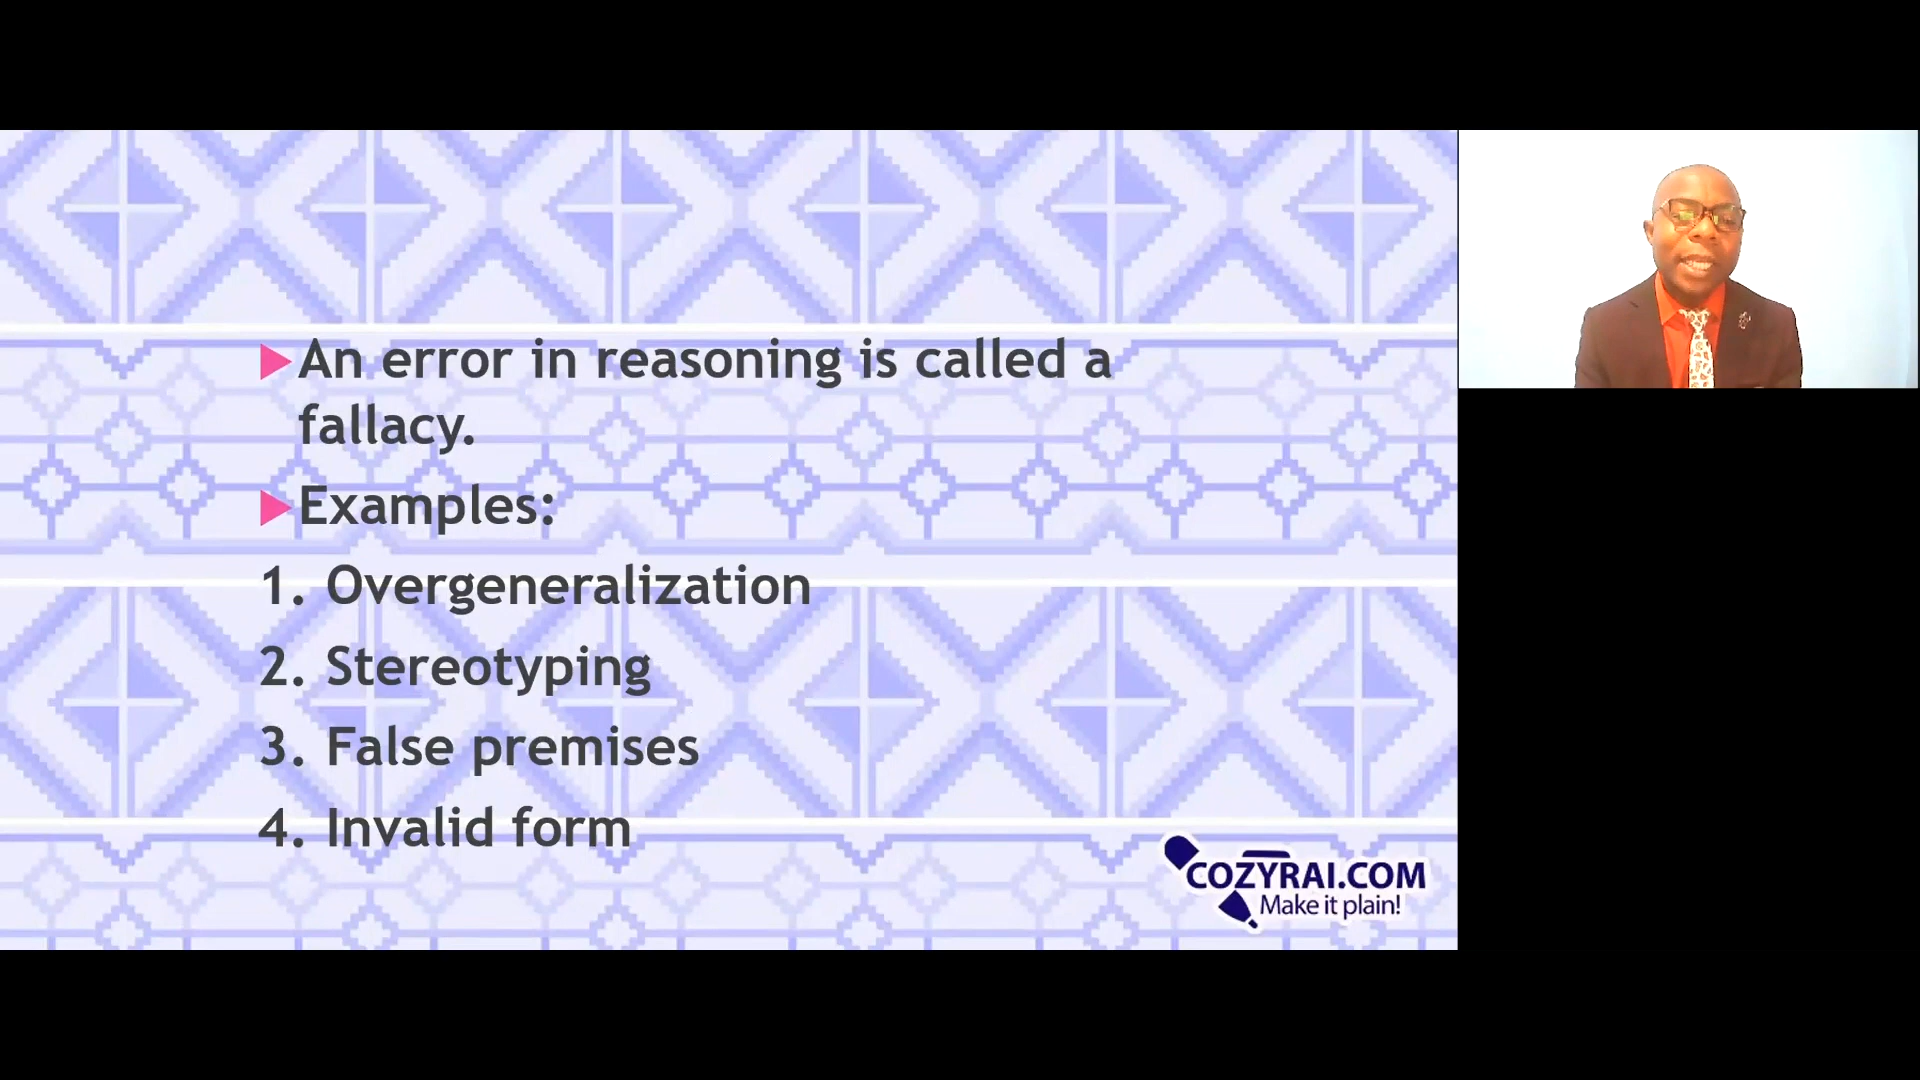 An error in reasoning is called a
fallacy.
Examples:
1. Overgeneralization
2. Stereotyping
3. False premises
4. Invalid form
COZYRAI.COM
Make it plain!